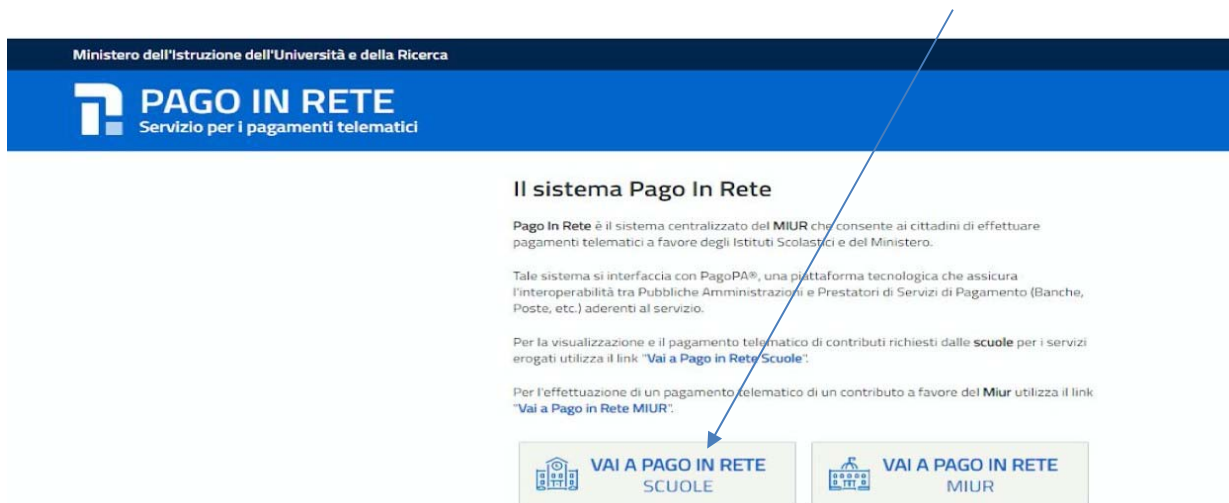 Ministero dell'Istruzione dell'Università e della Ricerca
PAGO IN RETE
Servizio per i pagamenti telematici
Il sistema Pago In Rete
Pago In Rete è il sistema centralizzato del MIUR che consente ai cittadini di effettuare
pagamenti telematici a favore degli Istituti Scolastici e del Ministero.
Tale sistema si interfaccia con PagoPA®, una piattaforma tecnologica che assicura
l'interoperabilità tra Pubbliche Amministrazioni e Prestatori di Servizi di Pagamento (Banche,
Poste, etc.) aderenti al servizio.
Per la visualizzazione e il pagamento telematico di contributi richiesti dalle scuole per i servizi
erogati utilizza il link "Vai a Pago in Rete Scuole".
Per l'effettuazione di un pagamento telematico di un contributo a favore del Miur utilizza il link
"Vai a Pago in Rete MIUR".
VAI A PAGO IN RETE
SCUOLE
VAI A PAGO IN RETE
MIUR